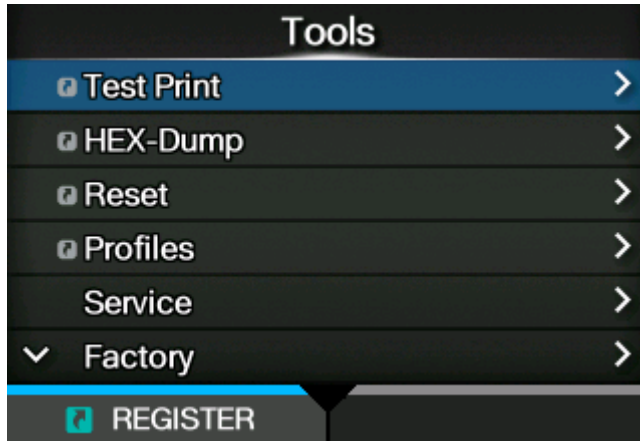 Tools
Test Print
HEX-Dump
Reset
Profiles
Service
Factory
REGISTER